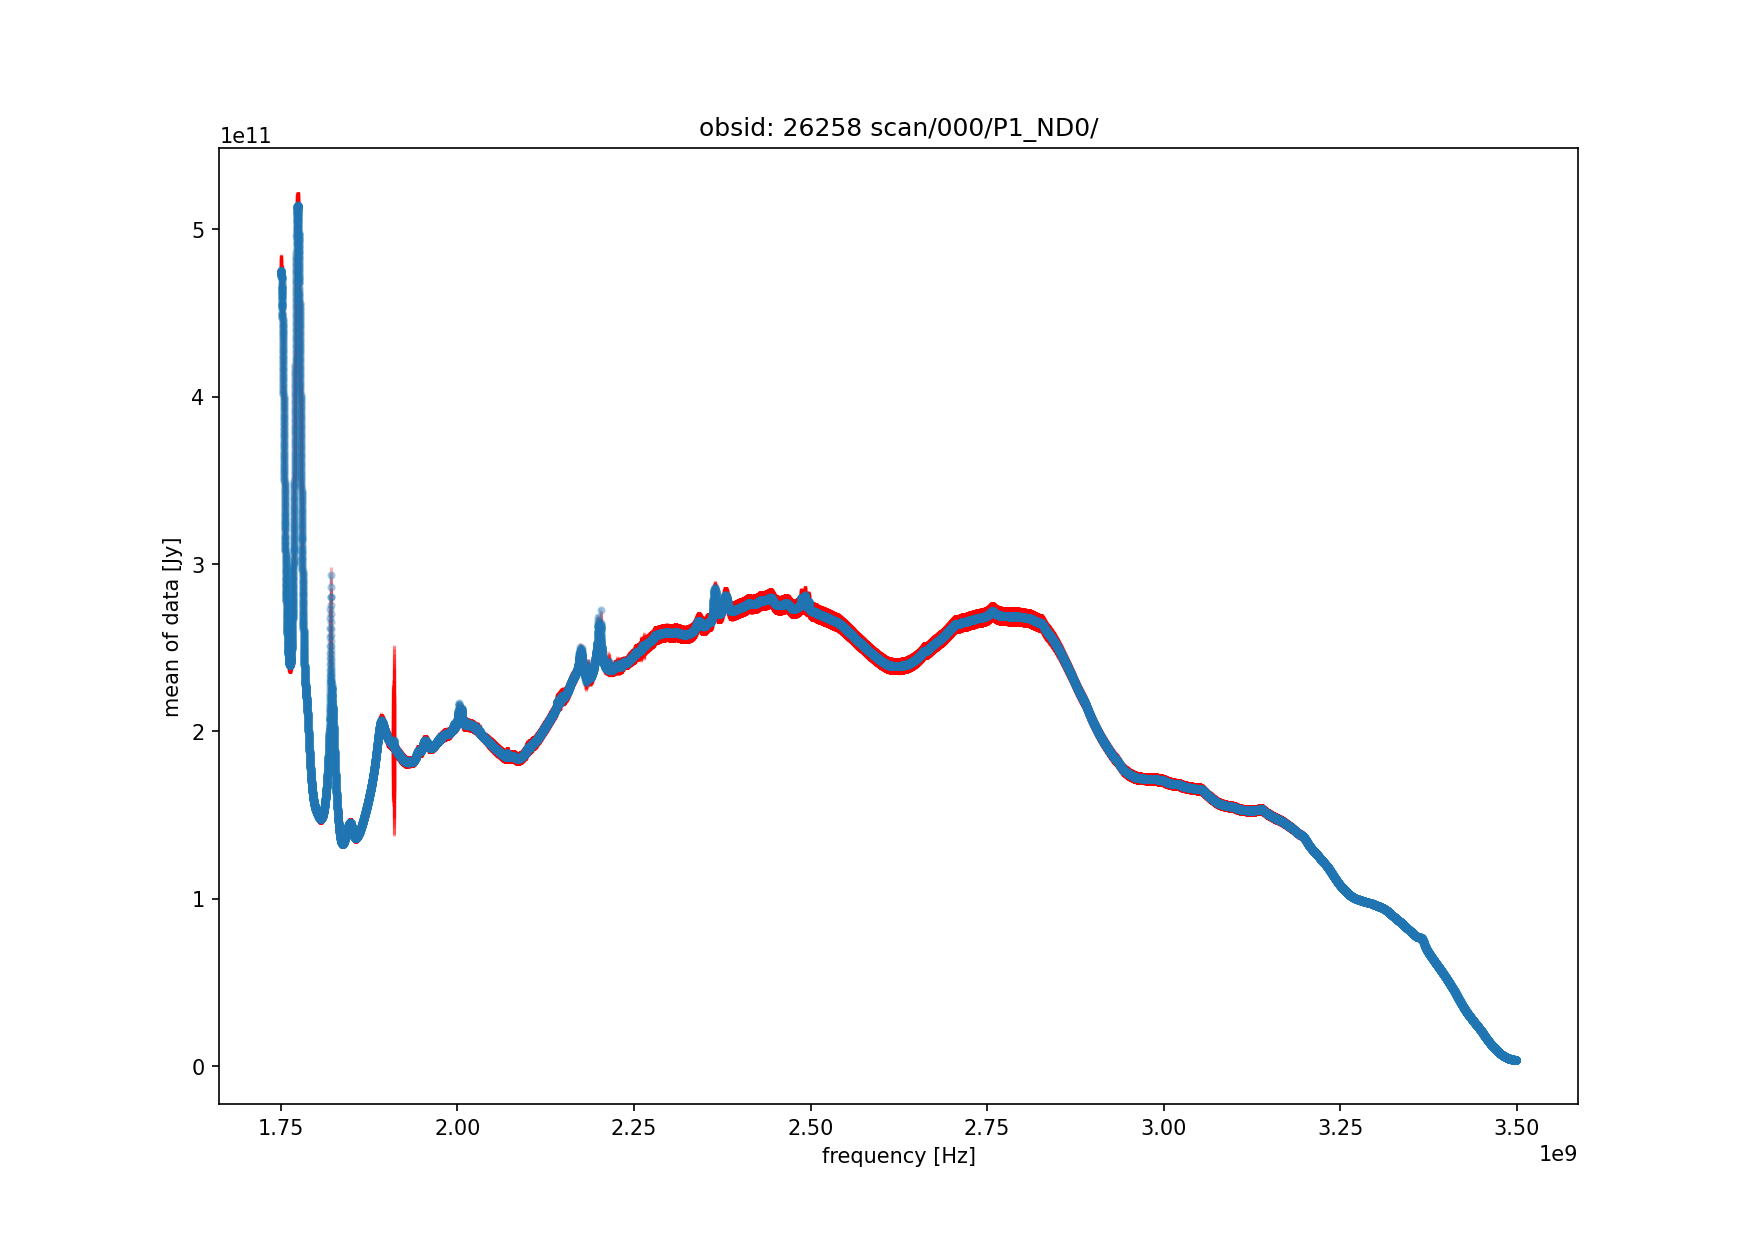 obsid: 26258 scan/000/P1_ND0/
1e11
5
4
3
2
1
0
mean of data [Jy]
1.75 2.00 2.25 2.50 2.75 3.00 3.25 3.50
frequency [Hz]
1e9